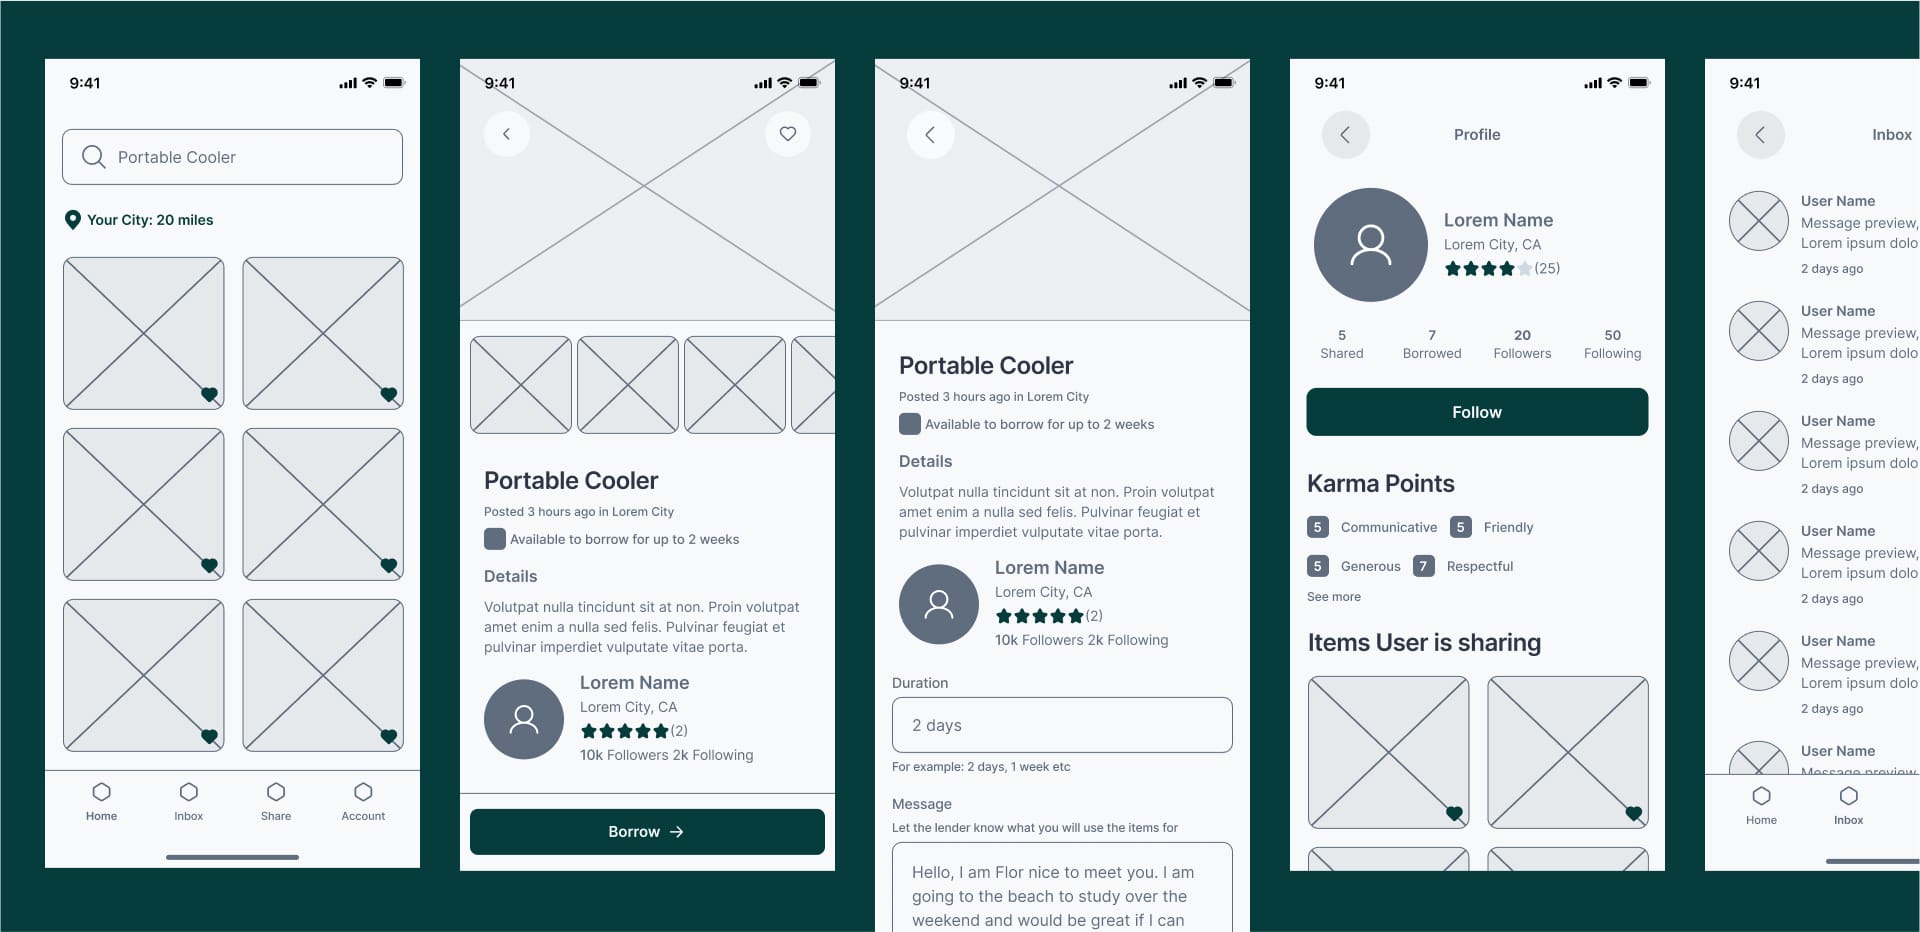 9:41
Portable Cooler
Your City: 20 miles
Home
Inbox
Share
Account
9:41
Portable Cooler
Posted 3 hours ago in Lorem City
Available to borrow for up to 2 weeks
Details
Volutpat nulla tincidunt sit at non. Proin volutpat
amet enim a nulla sed felis. Pulvinar feugiat et
pulvinar imperdiet vulputate vitae porta.
Lorem Name
Lorem City, CA
(2)
10k Followers 2k Following
Borrow →
9:41
Portable Cooler
Posted 3 hours ago in Lorem City
Available to borrow for up to 2 weeks
Details
Volutpat nulla tincidunt sit at non. Proin volutpat
amet enim a nulla sed felis. Pulvinar feugiat et
pulvinar imperdiet vulputate vitae porta.
Lorem Name
Lorem City, CA
(2)
10k Followers 2k Following
Duration
2 days
For example: 2 days, 1 week etc
Message
Let the lender know what you will use the items for
Hello, I am Flor nice to meet you. I am
going to the beach to study over the
weekend and would be great if I can
9:41
Profile
Lorem Name
Lorem City, CA
(25)
5 7 20 50
Shared Borrowed Followers Following
Follow
Karma Points
5 Communicative 5 Friendly
5 Generous 7 Respectful
See more
Items User is sharing
9:41
Inbox
User Name
Message preview,
Lorem ipsum dolo
2 days ago
User Name
Message preview,
Lorem ipsum dolo
2 days ago
User Name
Message preview,
Lorem ipsum dolo
2 days ago
User Name
Message preview,
Lorem ipsum dolo
2 days ago
User Name
Message preview,
Lorem ipsum dolo
2 days ago
User Name
Message preview,
Home
Inbox